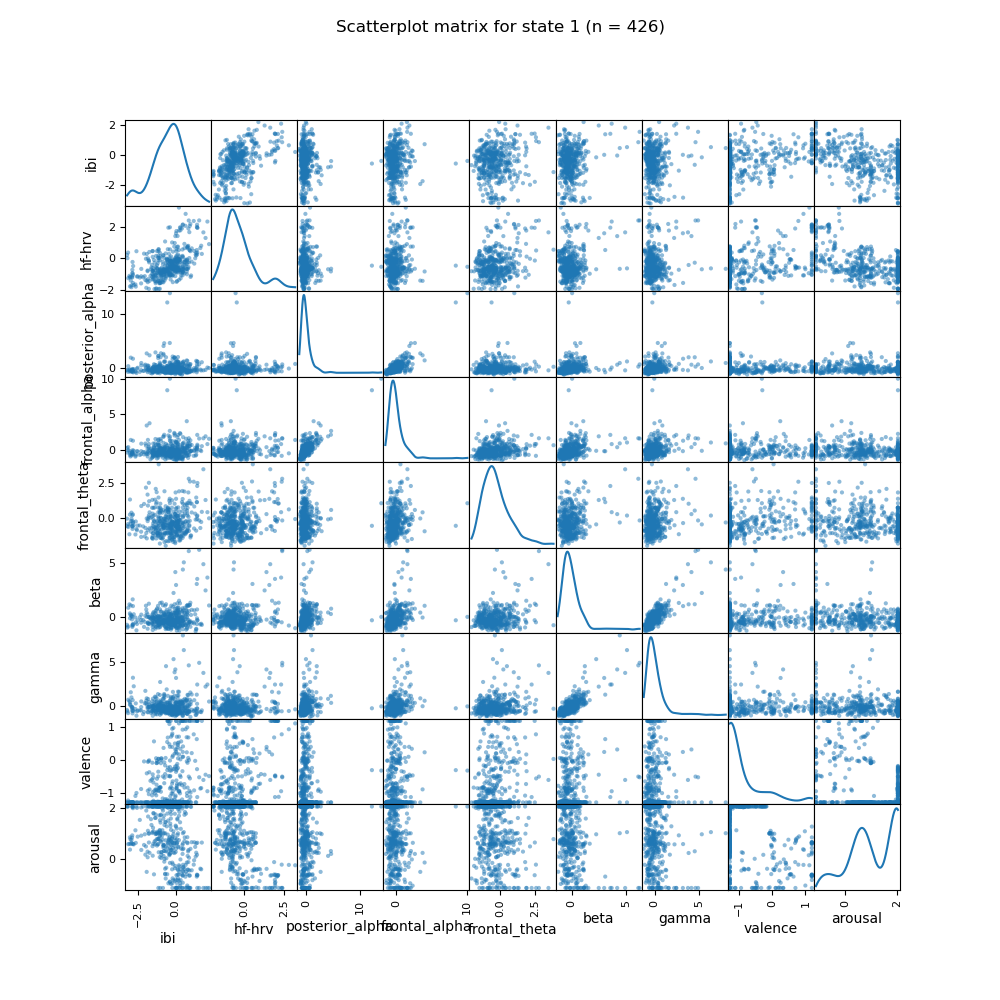 Scatterplot matrix for state 1 (n = 426)
2
0
-2
ibi
2
0
−2
hf-hrv
10
0
posterior_alpha
10
5
0
frontal_alpha
2.5
0.0
frontal_theta
5
0
beta
5
0
gamma
1
0
−1
valence
2
0
arousal
−2.5
0.0
0.0
2.5
0
10
0
10
0.0
2.5
0
5
0
5
−1
0
1
0
2
ibi
hf-hrv
posterior_alpha
frontal_alpha
frontal_theta
beta
gamma
valence
arousal